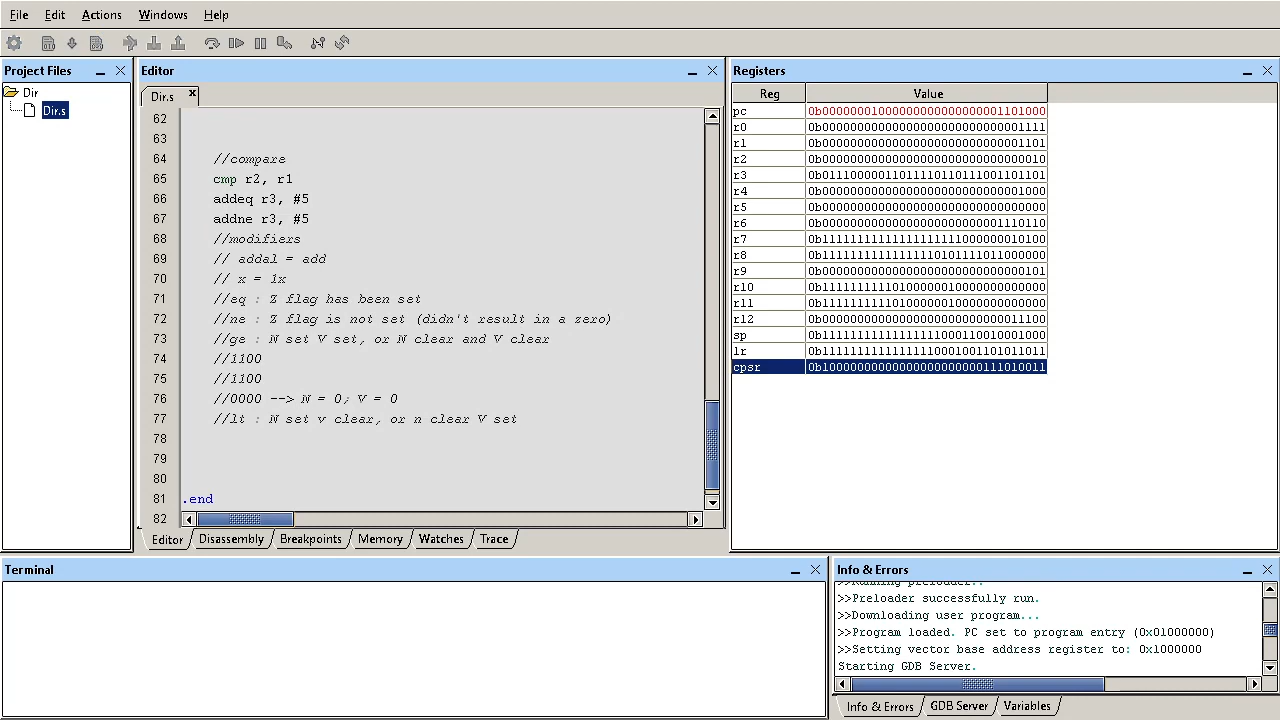 File Edit Actions Windows Help
Project Files
Dir
Dir.s
Editor
Dir.s
62
63
64 //compare
65 cmp r2, r1
66 addeq r3, #5
67 addne r3, #5
68 //modifiers
69 // addal = add
70 // x = 1x
71 //eq : Z flag has been set
72 //ne : Z flag is not set (didn't result in a zero)
73 //ge : N set V set, or N clear and V clear
74 //1100
75 //1100
76 //0000 --> N = 0; V = 0
77 //lt : N set v clear, or n clear V set
78
79
80
81 .end
82
Editor Disassembly Breakpoints Memory Watches Trace
Registers
Reg Value
pc 0b00000001000000000000000001101000
r0 0b00000000000000000000000000001111
r1 0b00000000000000000000000000001101
r2 0b00000000000000000000000000000010
r3 0b01110000011011110110111001101101
r4 0b00000000000000000000000000001000
r5 0b00000000000000000000000000000000
r6 0b00000000000000000000000001110110
r7 0b11111111111111111111000000010100
r8 0b11111111111111111010111101100000
r9 0b00000000000000000000000000000101
r10 0b11111111110100000010000000000000
r11 0b11111111110100000010000000000000
r12 0b00000000000000000000000000011100
sp 0b11111111111111111000110010001000
lr 0b11111111111111110001001101011011
cpsr 0b10000000000000000000000111010011
Terminal
Info & Errors
>>Running preloader..
>>Preloader successfully run.
>>Downloading user program...
>>Program loaded. PC set to program entry (0x01000000)
>>Setting vector base address register to: 0x1000000
Starting GDB Server.
Info & Errors GDB Server Variables